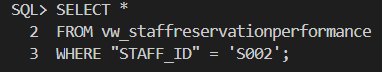 SQL> SELECT *
  2  FROM vw_staffreservationperformance
  3  WHERE "STAFF_ID" = 'S002';